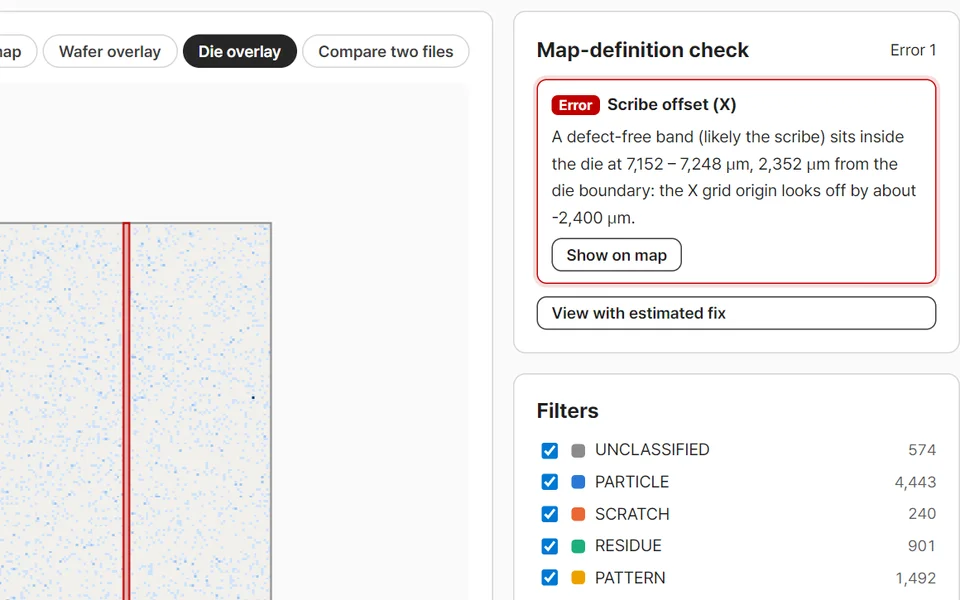 ap
Wafer overlay
Die overlay
Compare two files
Map-definition check
Error 1
Error Scribe offset (X)
A defect-free band (likely the scribe) sits inside
the die at 7,152 – 7,248 μm, 2,352 μm from the
die boundary: the X grid origin looks off by about
-2,400 μm.
Show on map
View with estimated fix
Filters
UNCLASSIFIED 574
PARTICLE 4,443
SCRATCH 240
RESIDUE 901
PATTERN 1,492